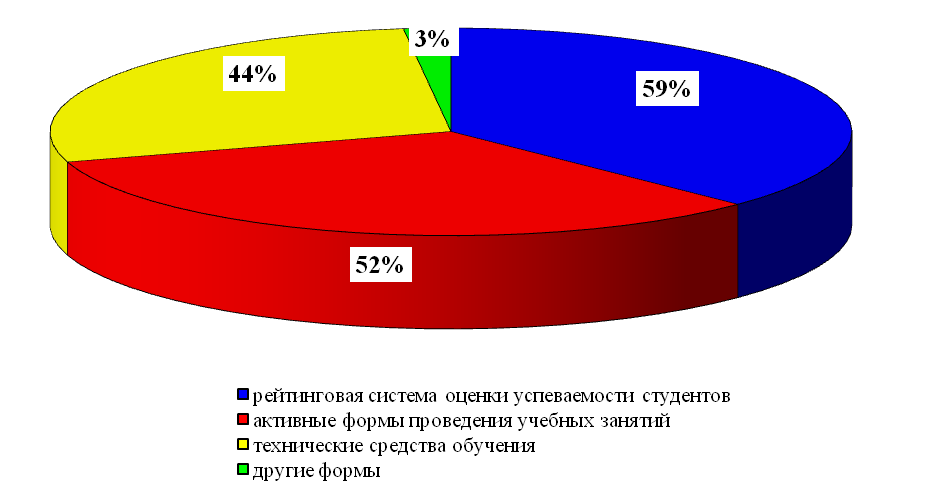 3%
44%
59%
52%
рейтинговая система оценки успеваемости студентов
активные формы проведения учебных занятий
технические средства обучения
другие формы